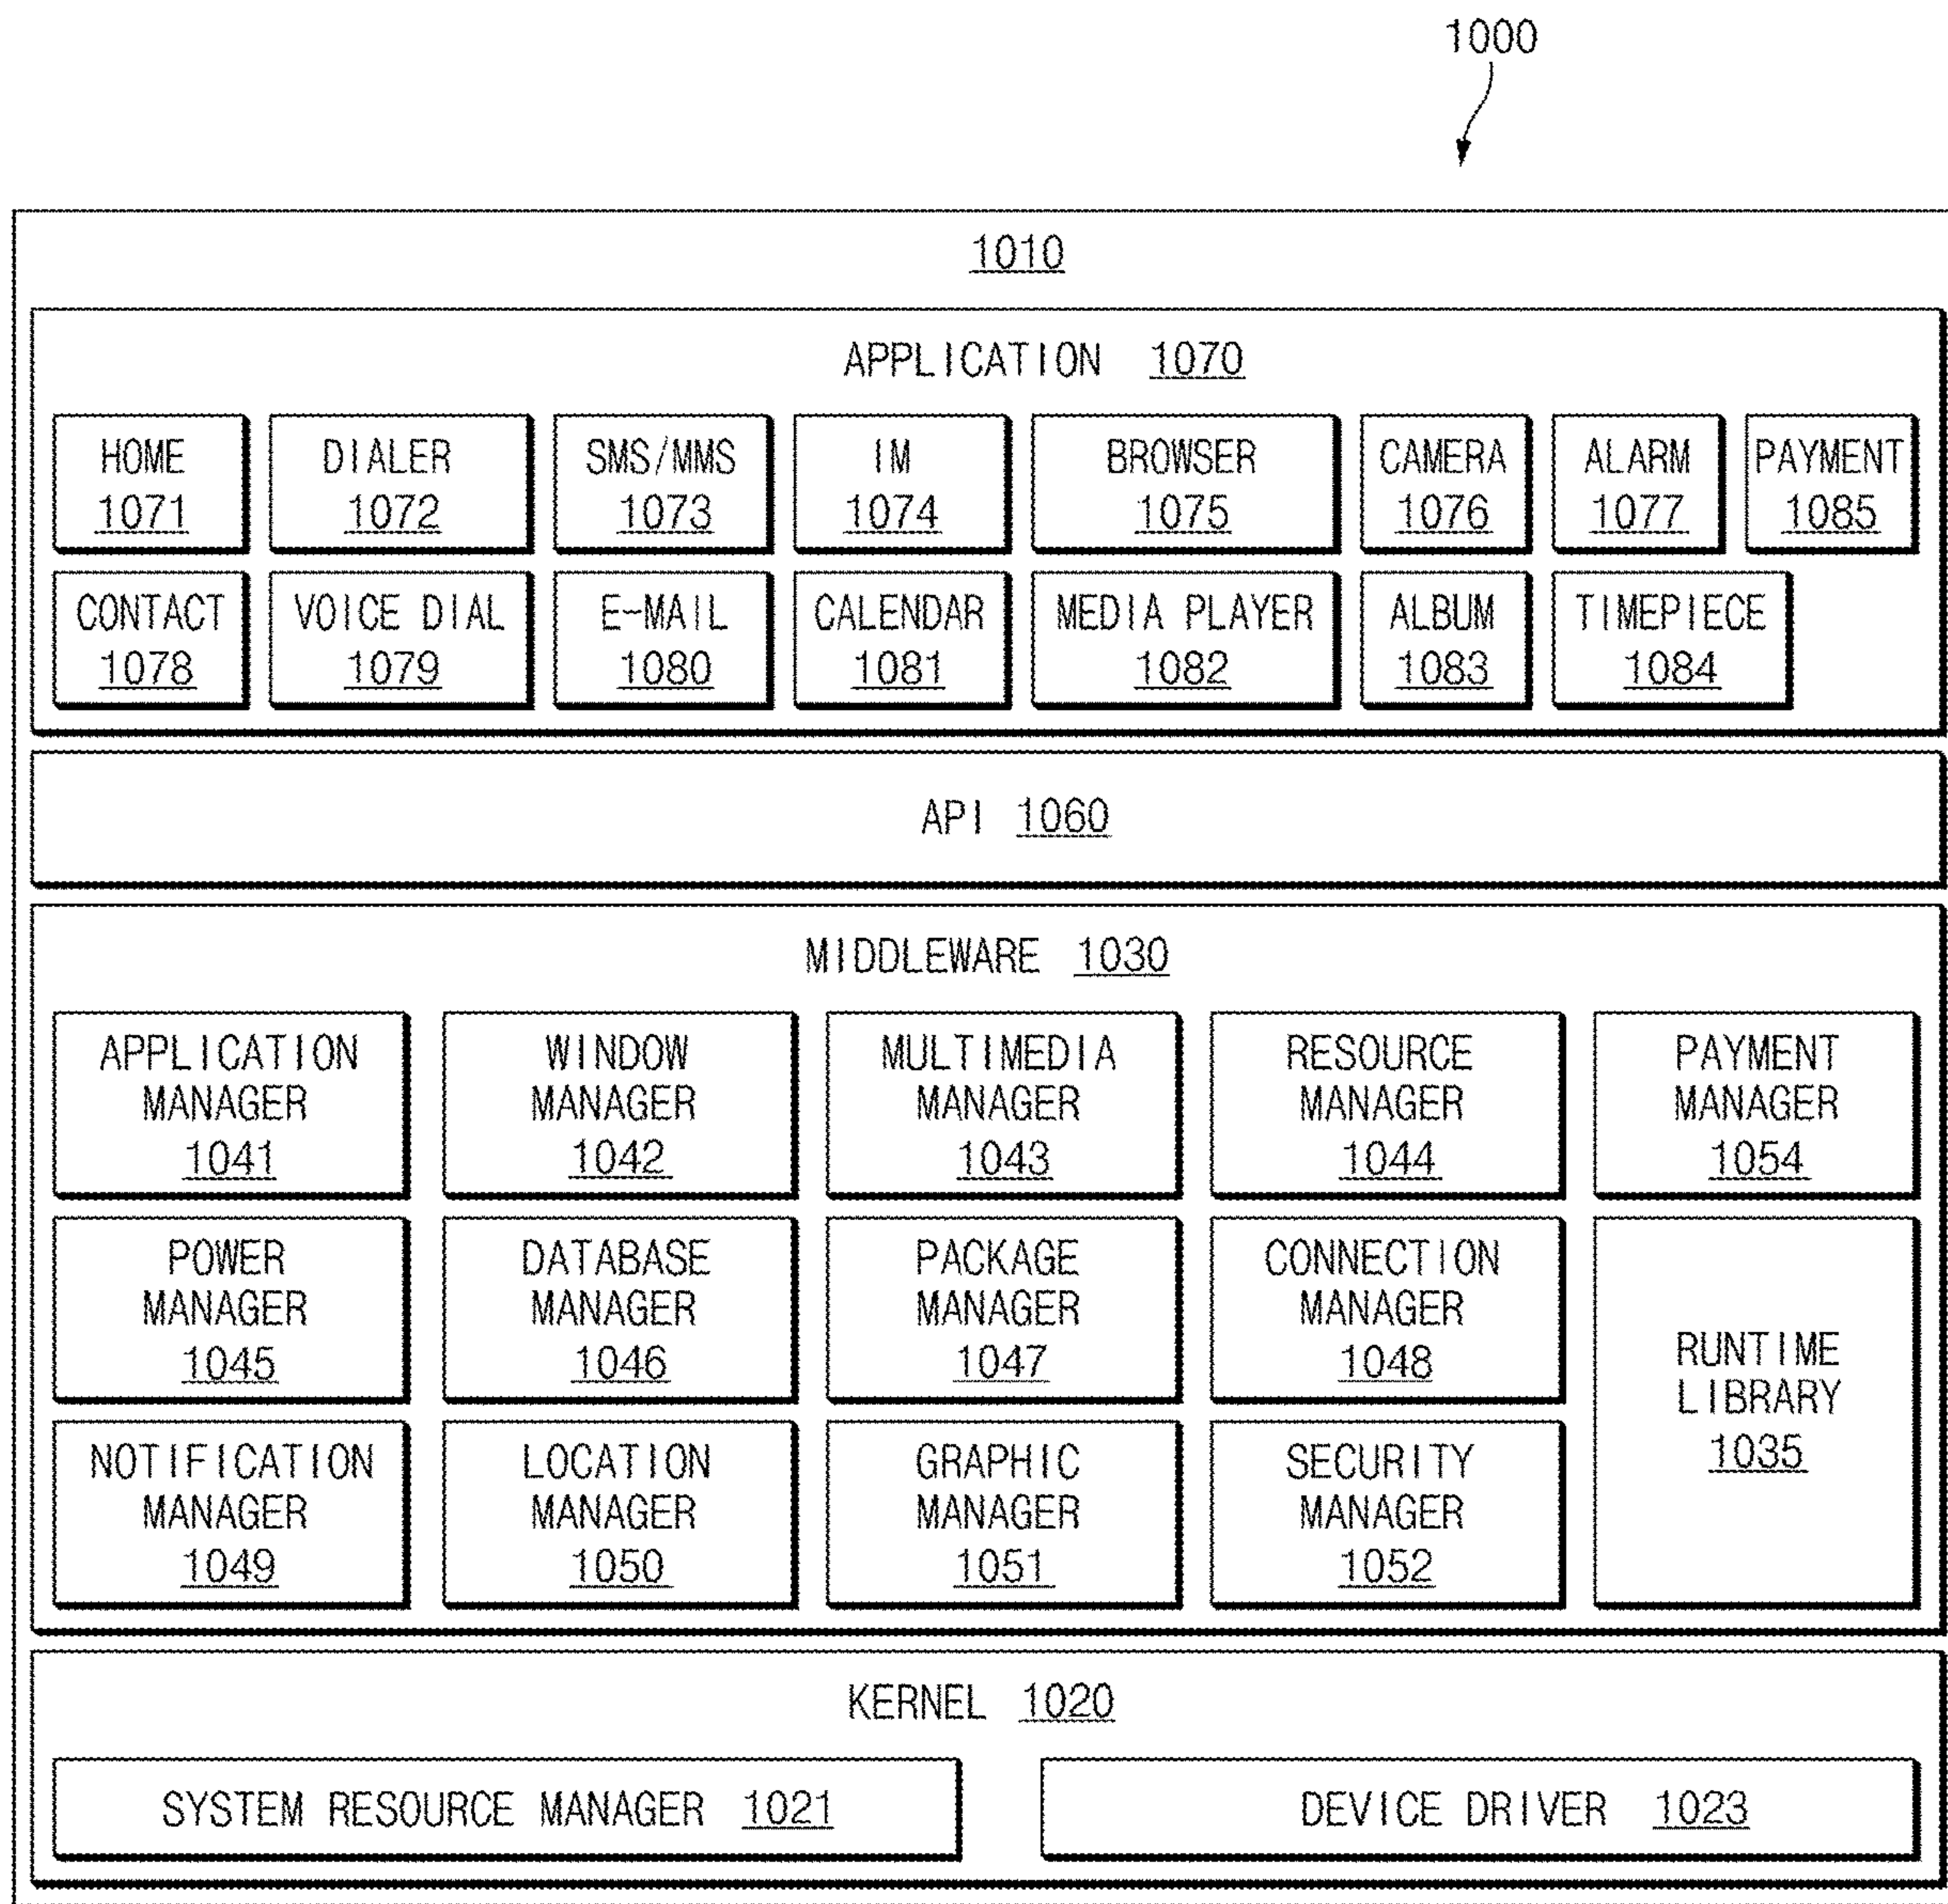 1000
1010
APPLICATION 1070
HOME DIALER SMS/MMS IM BROWSER CAMERA ALARM PAYMENT
1071 1072 1073 1074 1075 1076 1077 1085
CONTACT VOICE DIAL E-MAIL CALENDAR MEDIA PLAYER ALBUM TIMEPIECE
1078 1079 1080 1081 1082 1083 1084
API 1060
MIDDLEWARE 1030
APPLICATION WINDOW MULTIMEDIA RESOURCE PAYMENT
MANAGER MANAGER MANAGER MANAGER MANAGER
1041 1042 1043 1044 1054
POWER DATABASE PACKAGE CONNECTION
MANAGER MANAGER MANAGER MANAGER
1045 1046 1047 1048
RUNTIME
LIBRARY
1035
NOTIFICATION LOCATION GRAPHIC SECURITY
MANAGER MANAGER MANAGER MANAGER
1049 1050 1051 1052
KERNEL 1020
SYSTEM RESOURCE MANAGER 1021 DEVICE DRIVER 1023